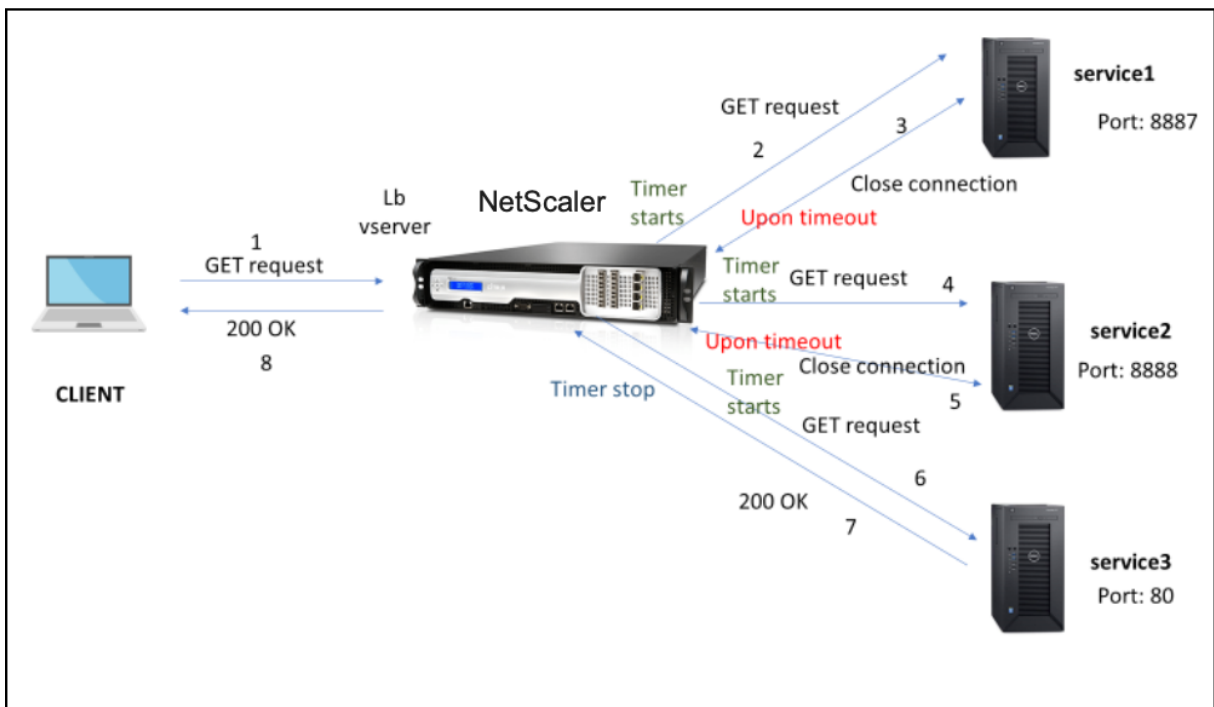 service1
GET request
3
Port: 8887
2
Timer
starts
Close connection
Lb
vserver
NetScaler
Upon timeout
1
GET request
Timer
starts
GET request
4
200 OK
8
Upon timeout
service2
Close connection
Port: 8888
CLIENT
Timer stop
Timer
starts
5
GET request
6
200 OK
7
service3
Port: 80